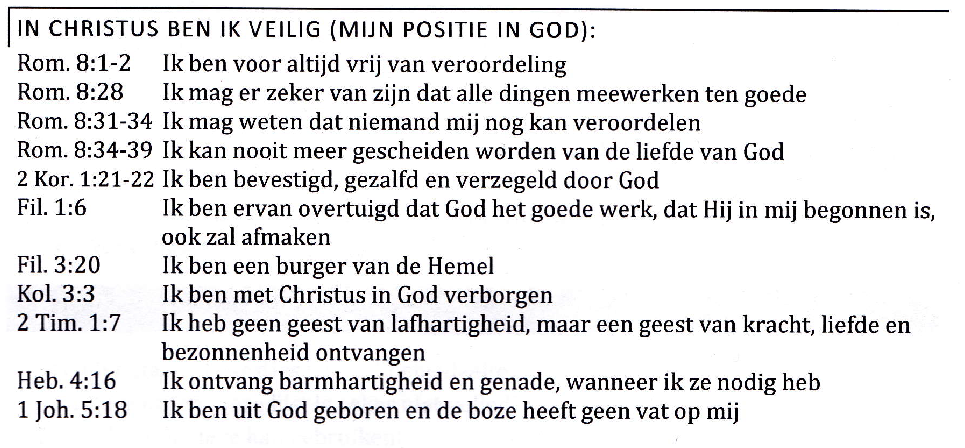 IN CHRISTUS BEN IK VEILIG (MIJN POSITIE IN GOD):
Rom. 8:1-2 Ik ben voor altijd vrij van veroordeling
Rom. 8:28 Ik mag er zeker van zijn dat alle dingen meewerken ten goede
Rom. 8:31-34 Ik mag weten dat niemand mij nog kan veroordelen
Rom. 8:34-39 Ik kan nooit meer gescheiden worden van de liefde van God
2 Kor. 1:21-22 Ik ben bevestigd, gezalfd en verzegeld door God
Fil. 1:6 Ik ben ervan overtuigd dat God het goede werk, dat Hij in mij begonnen is,
ook zal afmaken
Fil. 3:20 Ik ben een burger van de Hemel
Kol. 3:3 Ik ben met Christus in God verborgen
2 Tim. 1:7 Ik heb geen geest van lafhartigheid, maar een geest van kracht, liefde en
bezonnenheid ontvangen
Heb. 4:16 Ik ontvang barmhartigheid en genade, wanneer ik ze nodig heb
1 Joh. 5:18 Ik ben uit God geboren en de boze heeft geen vat op mij